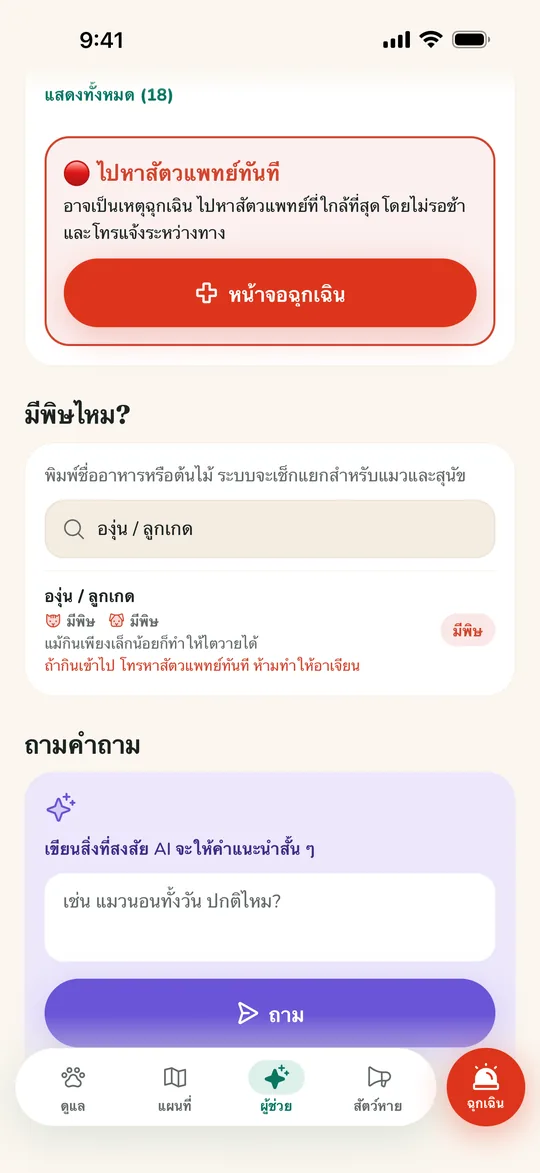 9:41
แสดงทั้งหมด (18)
ไปหาสัตวแพทย์ทันที
อาจเป็นเหตุฉุกเฉิน ไปหาสัตวแพทย์ที่ใกล้ที่สุดโดยไม่รอช้า
และโทรแจ้งระหว่างทาง
หน้าจอฉุกเฉิน
มีพิษไหม?
พิมพ์ชื่ออาหารหรือต้นไม้ ระบบจะเช็กแยกสำหรับแมวและสุนัข
องุ่น / ลูกเกด
องุ่น / ลูกเกด
มีพิษ มีพิษ
แม้กินเพียงเล็กน้อยก็ทำให้ไตวายได้
มีพิษ
ถ้ากินเข้าไป โทรหาสัตวแพทย์ทันที ห้ามทำให้อาเจียน
ถามคำถาม
เขียนสิ่งที่สงสัย AI จะให้คำแนะนำสั้น ๆ
เช่น แมวนอนทั้งวัน ปกติไหม?
ถาม
ดูแล
แผนที่
ผู้ช่วย
สัตว์หาย
ฉุกเฉิน